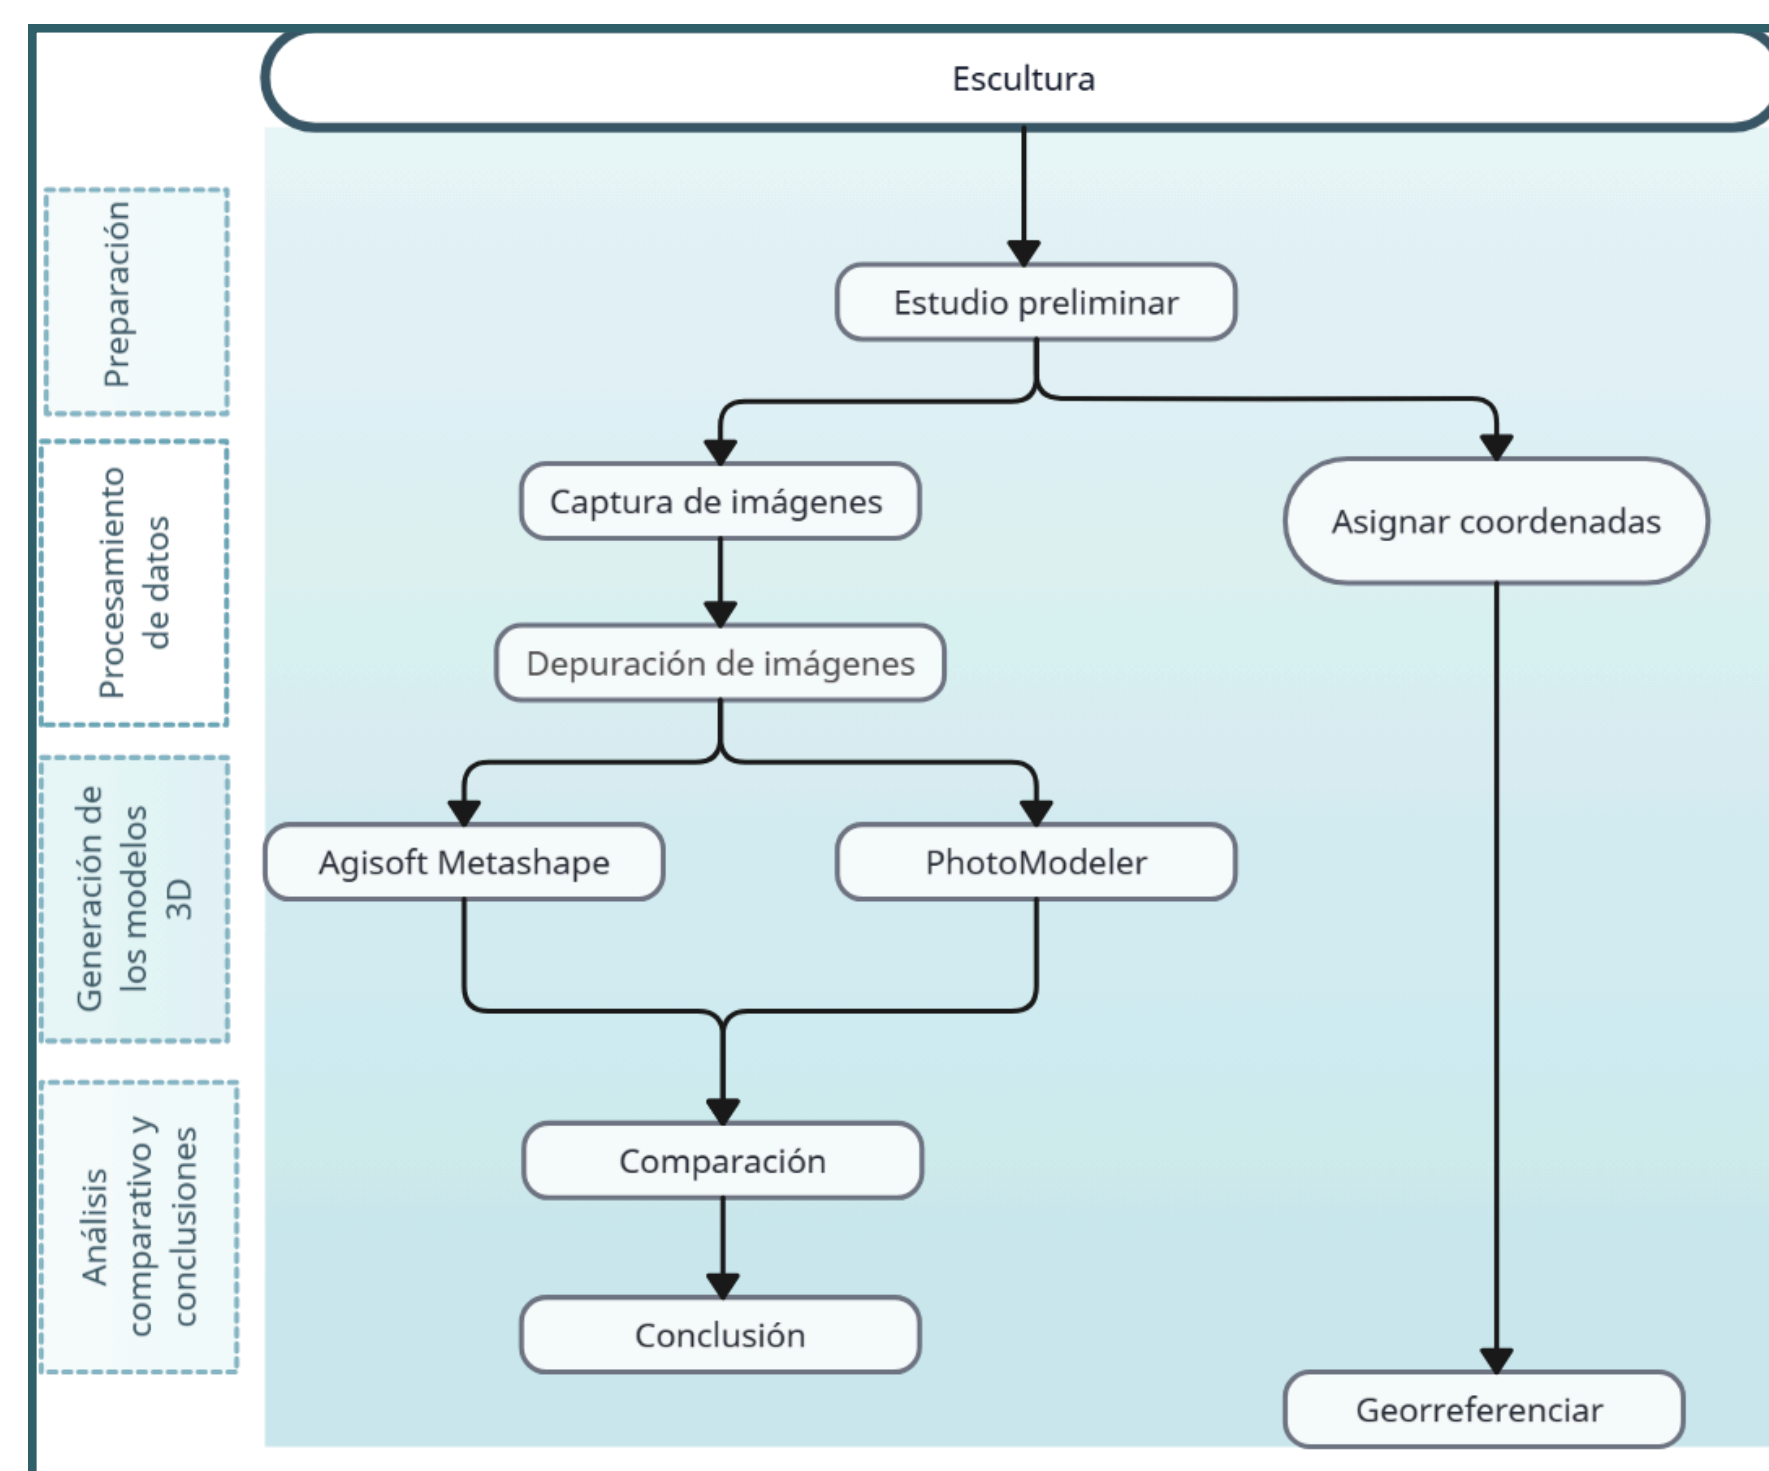 Escultura
Preparación
Estudio preliminar
Procesamiento
de datos
Captura de imágenes
Asignar coordenadas
Depuración de imágenes
Generación de
los modelos
3D
Agisoft Metashape
PhotoModeler
Análisis
comparativo y
conclusiones
Comparación
Conclusión
Georreferenciar